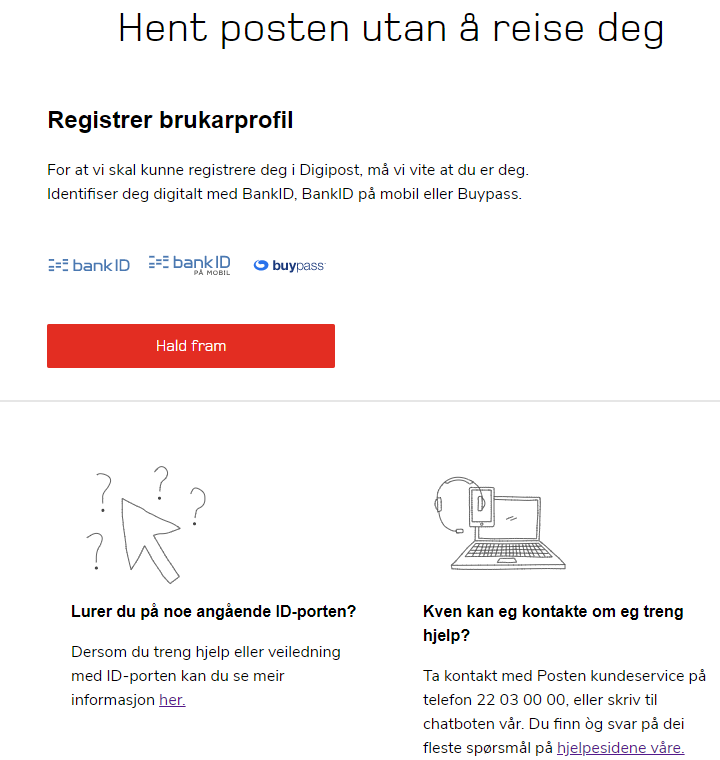 Hent posten utan å reise deg
Registrer brukarprofil
For at vi skal kunne registrere deg i Digipost, må vi vite at du er deg.
Identifiser deg digitalt med BankID, BankID på mobil eller Buypass.
bankID
bankID
PÅ MOBIL
buypass
Hald fram
? ? ? ?
Lurer du på noe angående ID-porten?
Dersom du treng hjelp eller veiledning
med ID-porten kan du se meir
informasjon her.
Kven kan eg kontakte om eg treng
hjelp?
Ta kontakt med Posten kundeservice på
telefon 22 03 00 00, eller skriv til
chatboten vår. Du finn òg svar på dei
fleste spørsmål på hjelpesidene våre.